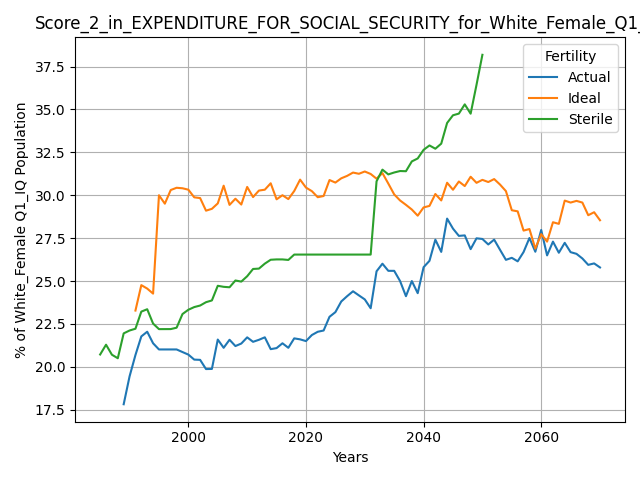 Score_2_in_EXPENDITURE_FOR_SOCIAL_SECURITY_for_White_Female_Q1_
Fertility
Actual
Ideal
Sterile
% of White_Female Q1_IQ Population
37.5
35.0
32.5
30.0
27.5
25.0
22.5
20.0
17.5
2000
2020
2040
2060
Years